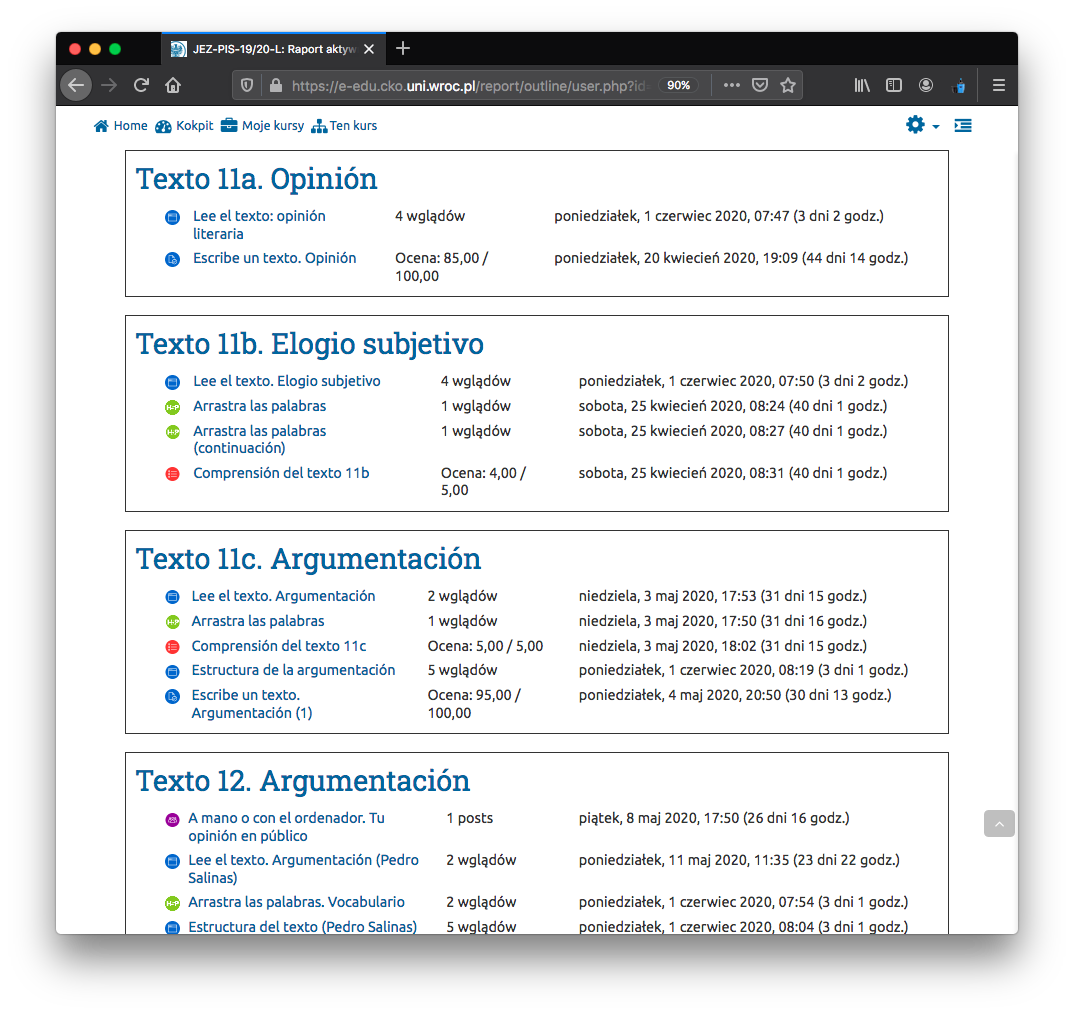 JEZ-PIS-19/20-L: Raport aktyw
https://e-edu.cko.uni.wroc.pl/report/outline/user.php?id= 90%
Home Kokpit Moje kursy Ten kurs
Texto 11a. Opinión
Lee el texto: opinión 4 wglądów poniedziałek, 1 czerwiec 2020, 07:47 (3 dni 2 godz.)
literaria
Escribe un texto. Opinión Ocena: 85,00 / poniedziałek, 20 kwiecień 2020, 19:09 (44 dni 14 godz.)
100,00
Texto 11b. Elogio subjetivo
Lee el texto. Elogio subjetivo 4 wglądów poniedziałek, 1 czerwiec 2020, 07:50 (3 dni 2 godz.)
H-P Arrastra las palabras 1 wglądów sobota, 25 kwiecień 2020, 08:24 (40 dni 1 godz.)
H-P Arrastra las palabras 1 wglądów sobota, 25 kwiecień 2020, 08:27 (40 dni 1 godz.)
(continuación)
Comprensión del texto 11b Ocena: 4,00 / sobota, 25 kwiecień 2020, 08:31 (40 dni 1 godz.)
5,00
Texto 11c. Argumentación
Lee el texto. Argumentación 2 wglądów niedziela, 3 maj 2020, 17:53 (31 dni 15 godz.)
H-P Arrastra las palabras 1 wglądów niedziela, 3 maj 2020, 17:50 (31 dni 16 godz.)
Comprensión del texto 11c Ocena: 5,00 / 5,00 niedziela, 3 maj 2020, 18:02 (31 dni 15 godz.)
Estructura de la argumentación 5 wglądów poniedziałek, 1 czerwiec 2020, 08:19 (3 dni 1 godz.)
Escribe un texto. Ocena: 95,00 / poniedziałek, 4 maj 2020, 20:50 (30 dni 13 godz.)
Argumentación (1) 100,00
Texto 12. Argumentación
A mano o con el ordenador. Tu 1 posts piątek, 8 maj 2020, 17:50 (26 dni 16 godz.)
opinión en público
Lee el texto. Argumentación (Pedro 2 wglądów poniedziałek, 11 maj 2020, 11:35 (23 dni 22 godz.)
Salinas)
H-P Arrastra las palabras. Vocabulario 2 wglądów poniedziałek, 1 czerwiec 2020, 07:54 (3 dni 1 godz.)
Estructura del texto (Pedro Salinas) 5 wglądów poniedziałek, 1 czerwiec 2020, 08:04 (3 dni 1 godz.)